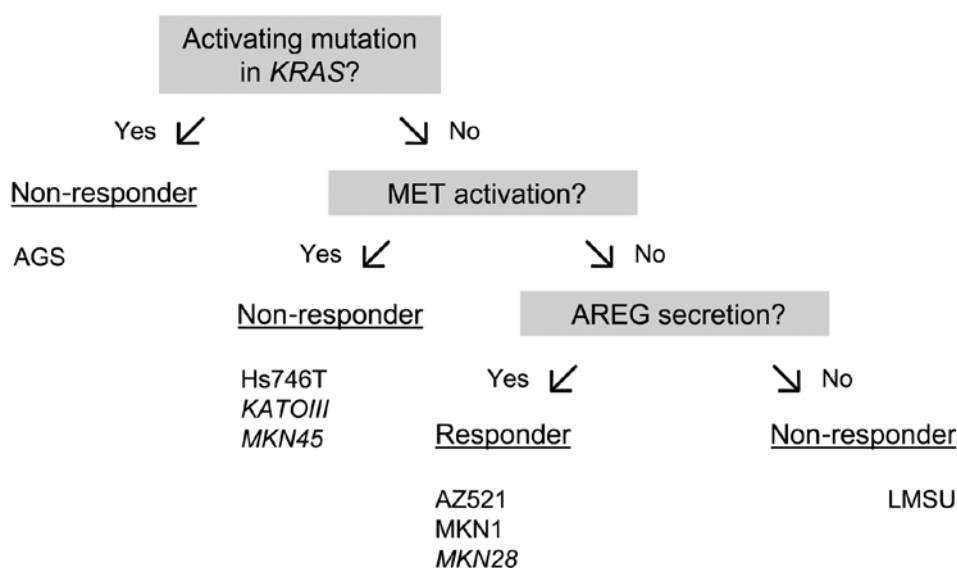 Activating mutation
in KRAS?
Yes
No
Non-responder
MET activation?
AGS
Yes
No
Non-responder
AREG secretion?
Hs746T
KATOIII
MKN45
Yes
No
Responder
Non-responder
AZ521
MKN1
MKN28
LMSU